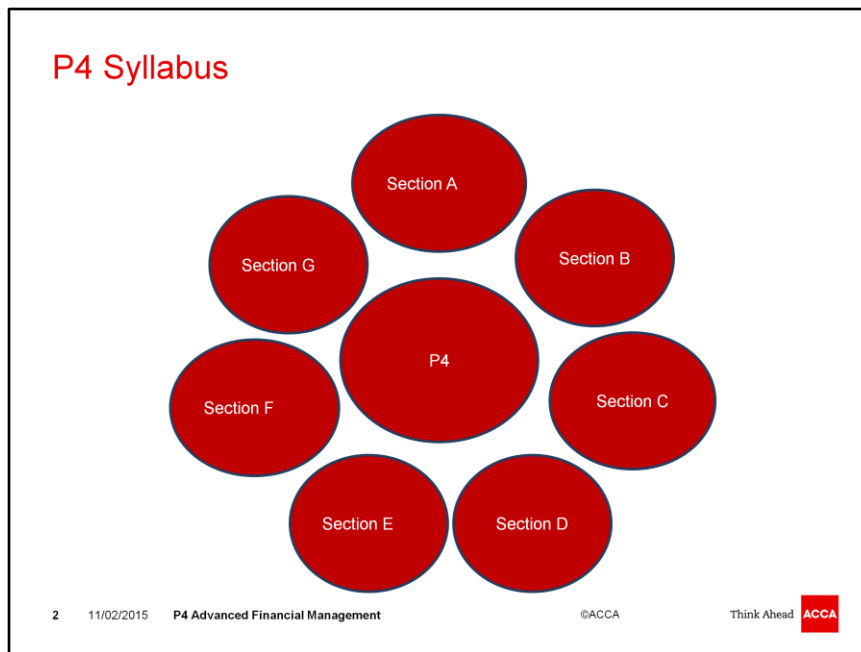 P4 Syllabus
Section A
Section B
Section G
P4
Section C
Section F
Section E
Section D
2 11/02/2015 P4 Advanced Financial Management ©ACCA Think Ahead ACCA